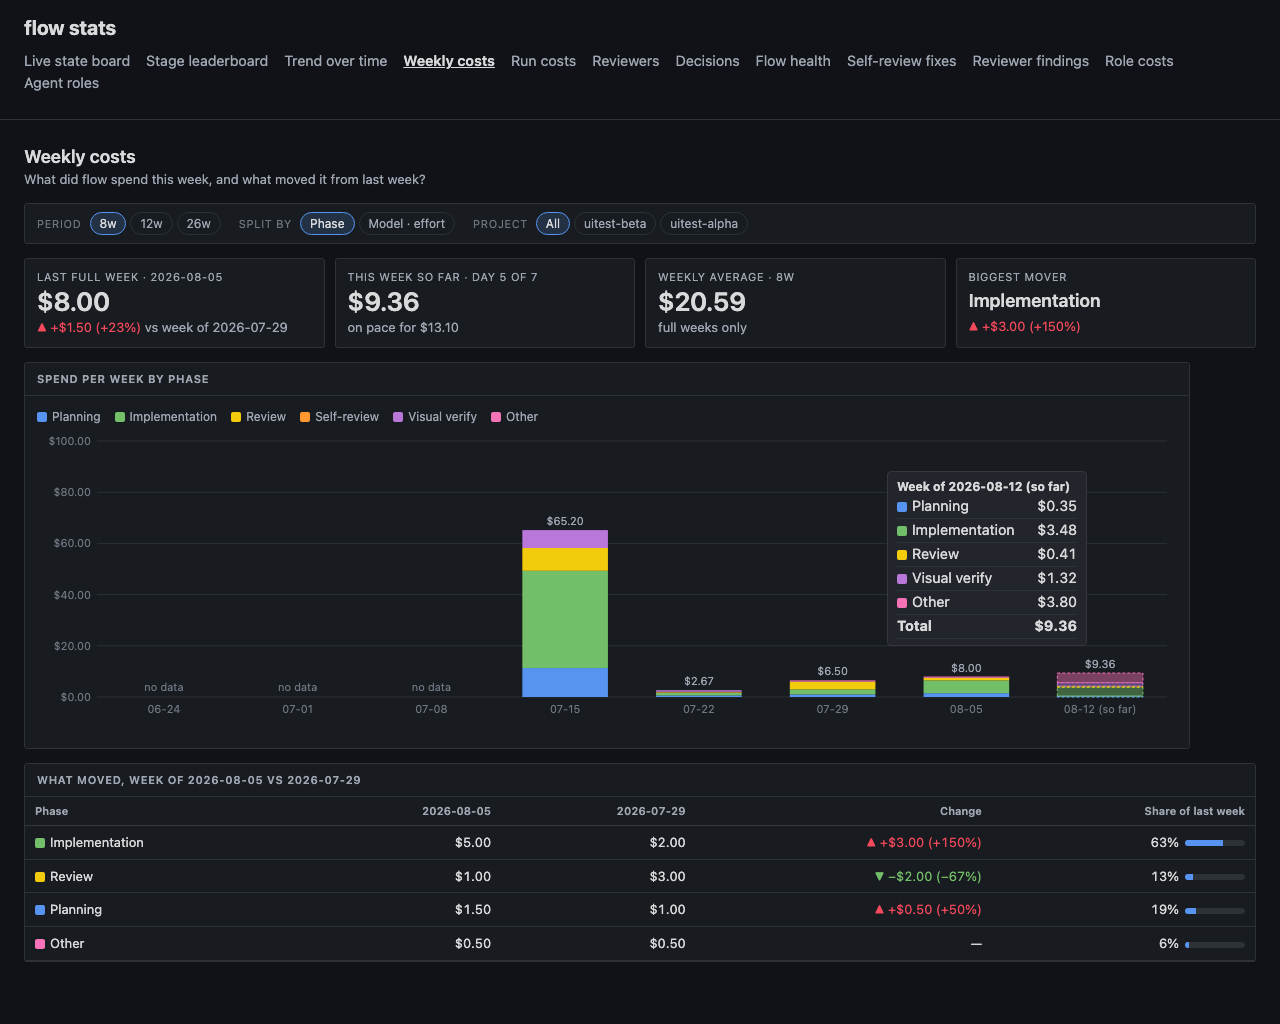 flow stats
Live state board Stage leaderboard Trend over time Weekly costs Run costs Reviewers Decisions Flow health Self-review fixes Reviewer findings Role costs
Agent roles
Weekly costs
What did flow spend this week, and what moved it from last week?
PERIOD 8w 12w 26w SPLIT BY Phase Model · effort PROJECT All uitest-beta uitest-alpha
LAST FULL WEEK · 2026-08-05
$8.00
▲ +$1.50 (+23%) vs week of 2026-07-29
THIS WEEK SO FAR · DAY 5 OF 7
$9.36
on pace for $13.10
WEEKLY AVERAGE · 8W
$20.59
full weeks only
BIGGEST MOVER
Implementation
▲ +$3.00 (+150%)
SPEND PER WEEK BY PHASE
Planning Implementation Review Self-review Visual verify Other
$100.00
$80.00
$60.00
$40.00
$20.00
$0.00
no data
no data
no data
$65.20
$2.67
$6.50
$8.00
$9.36
06-24 07-01 07-08 07-15 07-22 07-29 08-05 08-12 (so far)
Week of 2026-08-12 (so far)
Planning $0.35
Implementation $3.48
Review $0.41
Visual verify $1.32
Other $3.80
Total $9.36
WHAT MOVED, WEEK OF 2026-08-05 VS 2026-07-29
Phase 2026-08-05 2026-07-29 Change Share of last week
Implementation $5.00 $2.00 ▲ +$3.00 (+150%) 63%
Review $1.00 $3.00 ▼ −$2.00 (−67%) 13%
Planning $1.50 $1.00 ▲ +$0.50 (+50%) 19%
Other $0.50 $0.50 — 6%